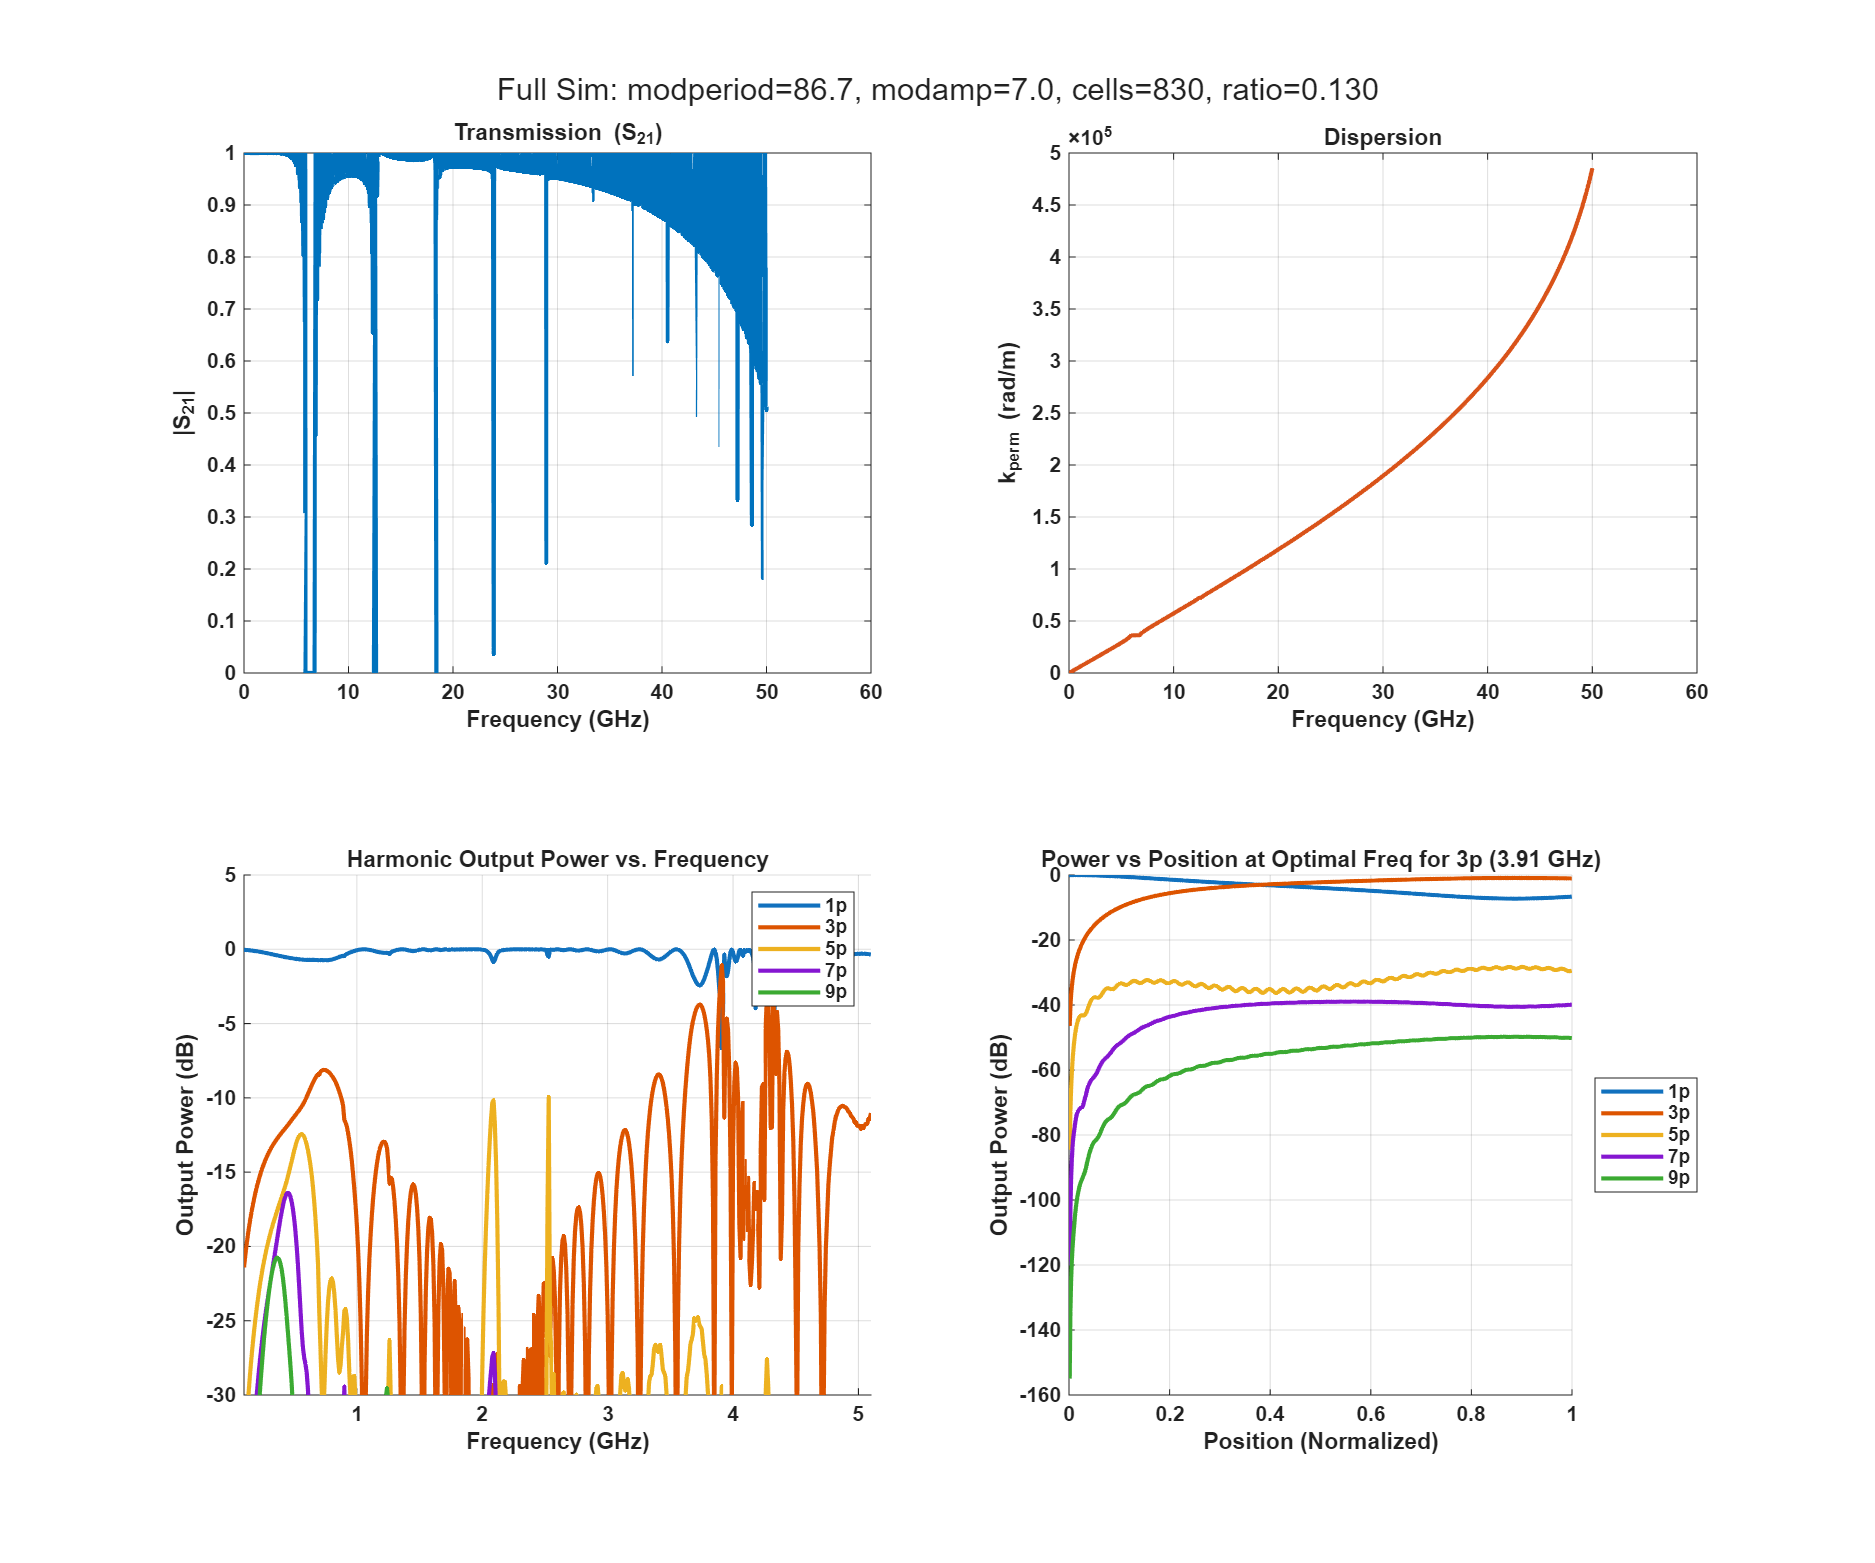 Full Sim: modperiod=86.7, modamp=7.0, cells=830, ratio=0.130
Transmission (S21)
1
0.9
0.8
0.7
0.6
0.5
0.4
0.3
0.2
0.1
0
|S21|
0 10 20 30 40 50 60
Frequency (GHz)
×10^5
Dispersion
5
4.5
4
3.5
3
2.5
2
1.5
1
0.5
0
kperm (rad/m)
0 10 20 30 40 50 60
Frequency (GHz)
Harmonic Output Power vs. Frequency
5
0
-5
-10
-15
-20
-25
-30
Output Power (dB)
1p
3p
5p
7p
9p
1 2 3 4 5
Frequency (GHz)
Power vs Position at Optimal Freq for 3p (3.91 GHz)
0
-20
-40
-60
-80
-100
-120
-140
-160
Output Power (dB)
0 0.2 0.4 0.6 0.8 1
Position (Normalized)
1p
3p
5p
7p
9p